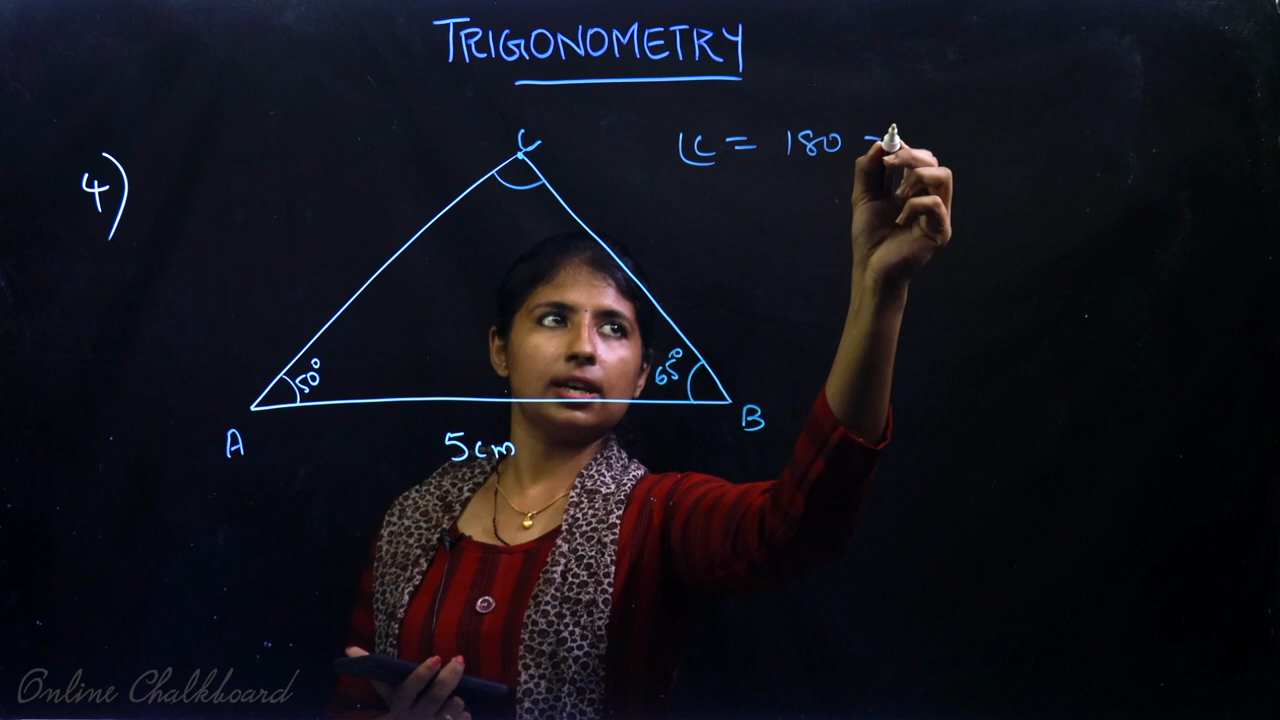 TRIGONOMETRY
4)
C
∠C = 180 -
50°
65°
A
B
5cm
Online Chalkboard